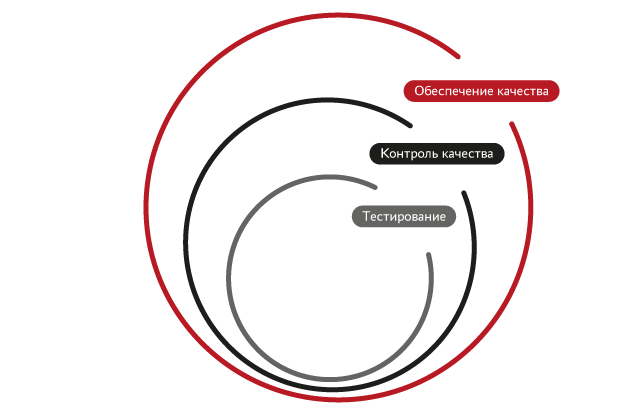 Обеспечение качества
Контроль качества
Тестирование